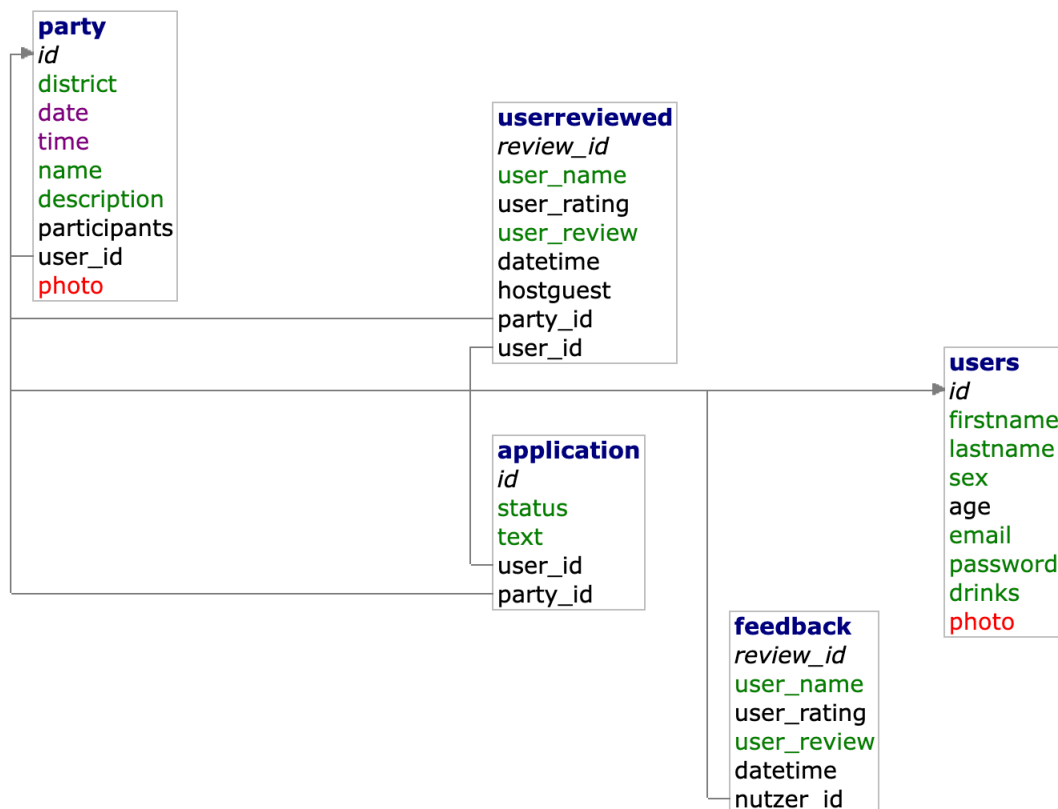 party
id
district
date
time
name
description
participants
user_id
photo
userreviewed
review_id
user_name
user_rating
user_review
datetime
hostguest
party_id
user_id
application
id
status
text
user_id
party_id
users
id
firstname
lastname
sex
age
email
password
drinks
photo
feedback
review_id
user_name
user_rating
user_review
datetime
nutzer_id